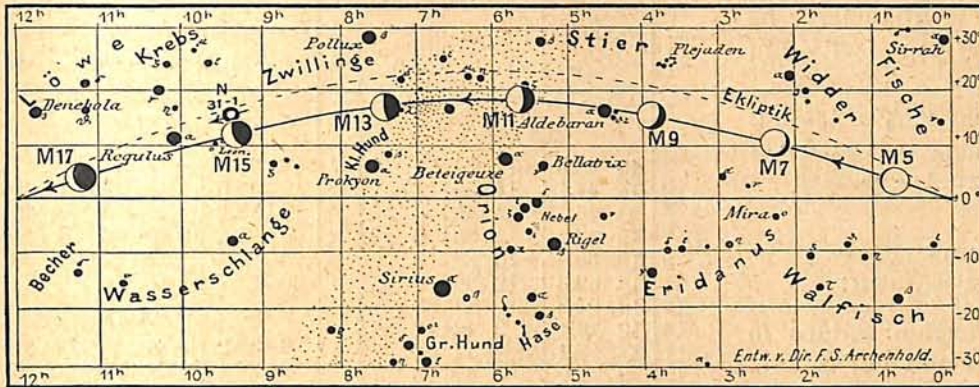 12h 11h 10h 9h 8h 7h 6h 5h 4h 3h 2h 1h 0h
+30°
Löwe
Krebs
Pollux
Zwillinge
Stier
Plejaden
Widder
Sirrah
Fische
20
Denebola
N
31-1
Ekliptik
M13
M11
Aldebaran
M9
10
M17
Regulus
M15
Kl. Hund
Prokyon
Beteigeuze
Bellatrix
M7
M5
0
Orion
Nebel
Mira
Rigel
Becher
Wasserschlange
Eridanus
Walfisch
-10
Sirius
Hase
-20
Gr. Hund
Entw. v. Dir. F. S. Archenhold.
-30
12h 11h 10h 9h 8h 7h 6h 5h 4h 3h 2h 1h 0h